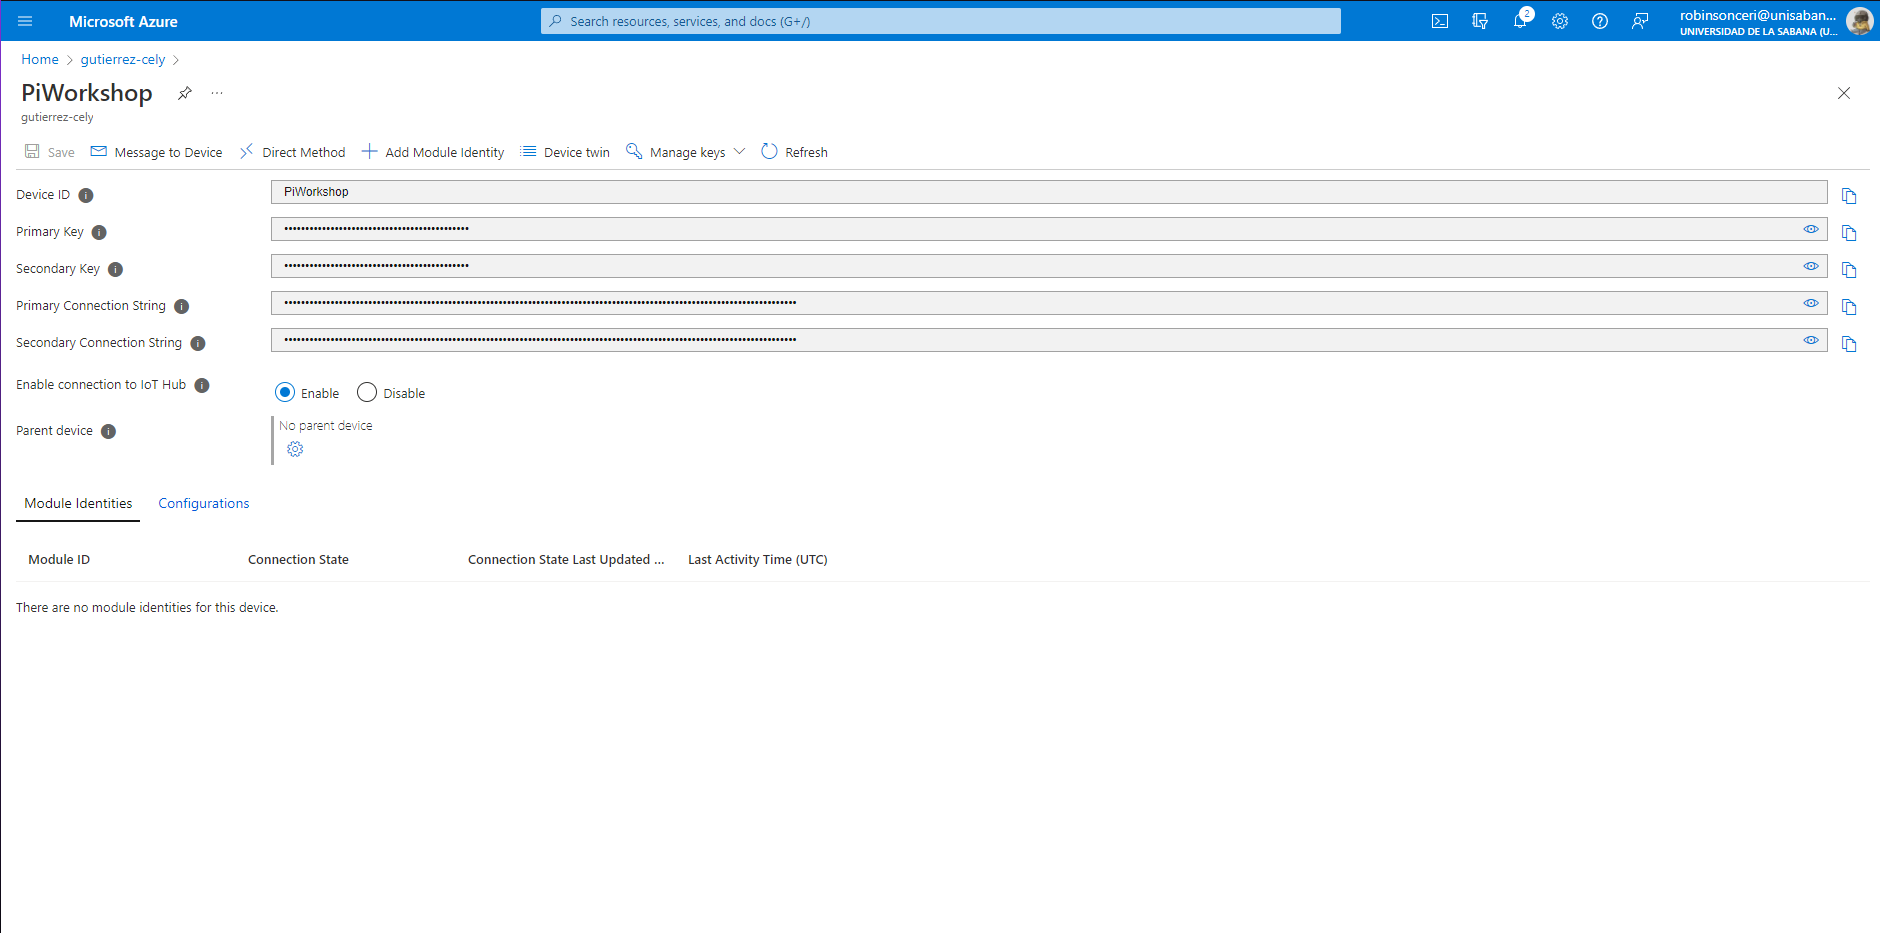 Microsoft Azure
Search resources, services, and docs (G+/)
2
robinsonceri@unisaban...
UNIVERSIDAD DE LA SABANA (U...
Home > gutierrez-cely >
PiWorkshop ...
gutierrez-cely
Save Message to Device Direct Method Add Module Identity Device twin Manage keys Refresh
Device ID PiWorkshop
Primary Key ••••••••••••••••••••••••••••••••••••••••••••
Secondary Key ••••••••••••••••••••••••••••••••••••••••••••
Primary Connection String
Secondary Connection String
Enable connection to IoT Hub Enable Disable
Parent device No parent device
Module Identities Configurations
Module ID Connection State Connection State Last Updated ... Last Activity Time (UTC)
There are no module identities for this device.